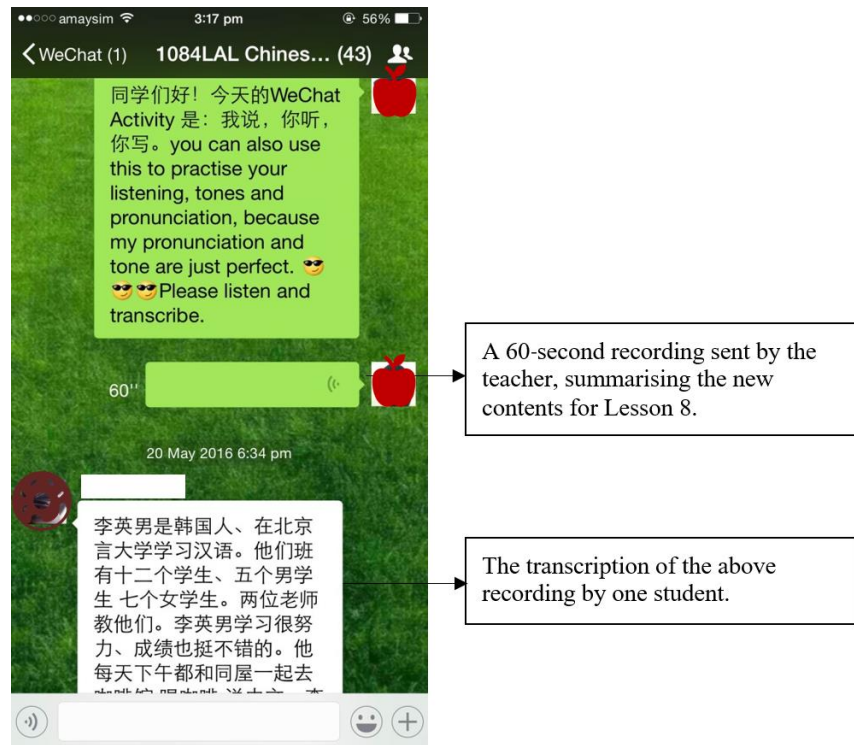 amaysim 3:17 pm 56%
WeChat (1) 1084LAL Chines... (43)
同学们好！今天的WeChat
Activity 是：我说，你听，
你写。you can also use
this to practise your
listening, tones and
pronunciation, because
my pronunciation and
tone are just perfect. 😎
😎😎Please listen and
transcribe.
60''
A 60-second recording sent by the
teacher, summarising the new
contents for Lesson 8.
20 May 2016 6:34 pm
李英男是韩国人、在北京
言大学学习汉语。他们班
有十二个学生、五个男学
生 七个女学生。两位老师
教他们。李英男学习很努
力、成绩也挺不错的。他
每天下午都和同屋一起去
The transcription of the above
recording by one student.